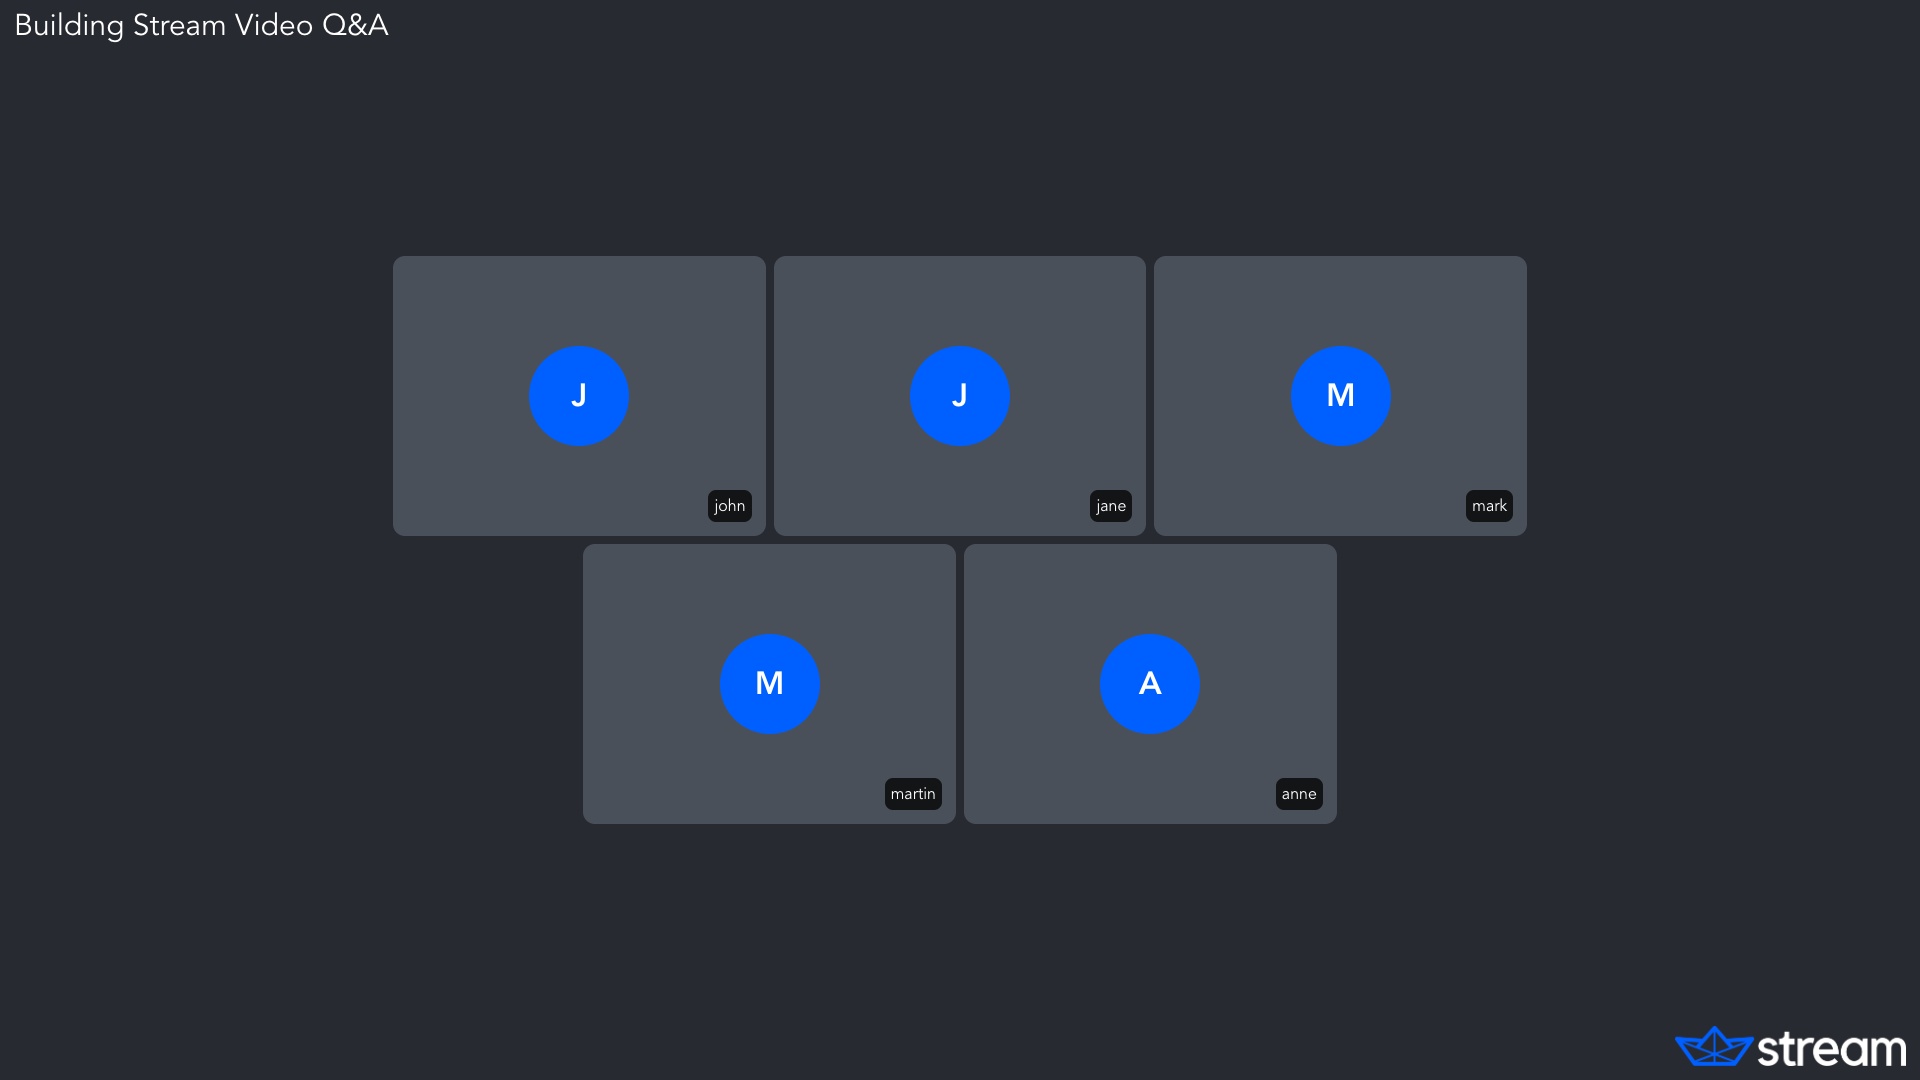 Building Stream Video Q&A
J
john
J
jane
M
mark
M
martin
A
anne
stream